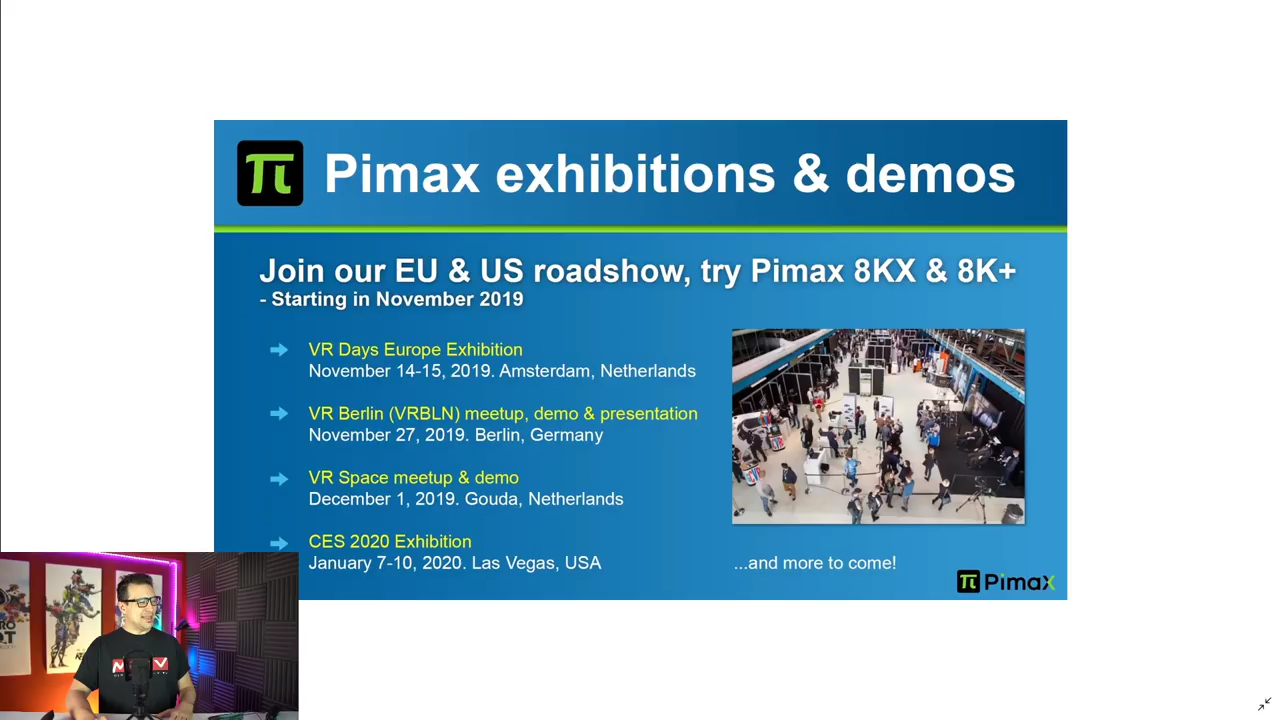 Pimax exhibitions & demos
Join our EU & US roadshow, try Pimax 8KX & 8K+
- Starting in November 2019
VR Days Europe Exhibition
November 14-15, 2019. Amsterdam, Netherlands
VR Berlin (VRBLN) meetup, demo & presentation
November 27, 2019. Berlin, Germany
VR Space meetup & demo
December 1, 2019. Gouda, Netherlands
CES 2020 Exhibition
January 7-10, 2020. Las Vegas, USA
...and more to come!
Pimax